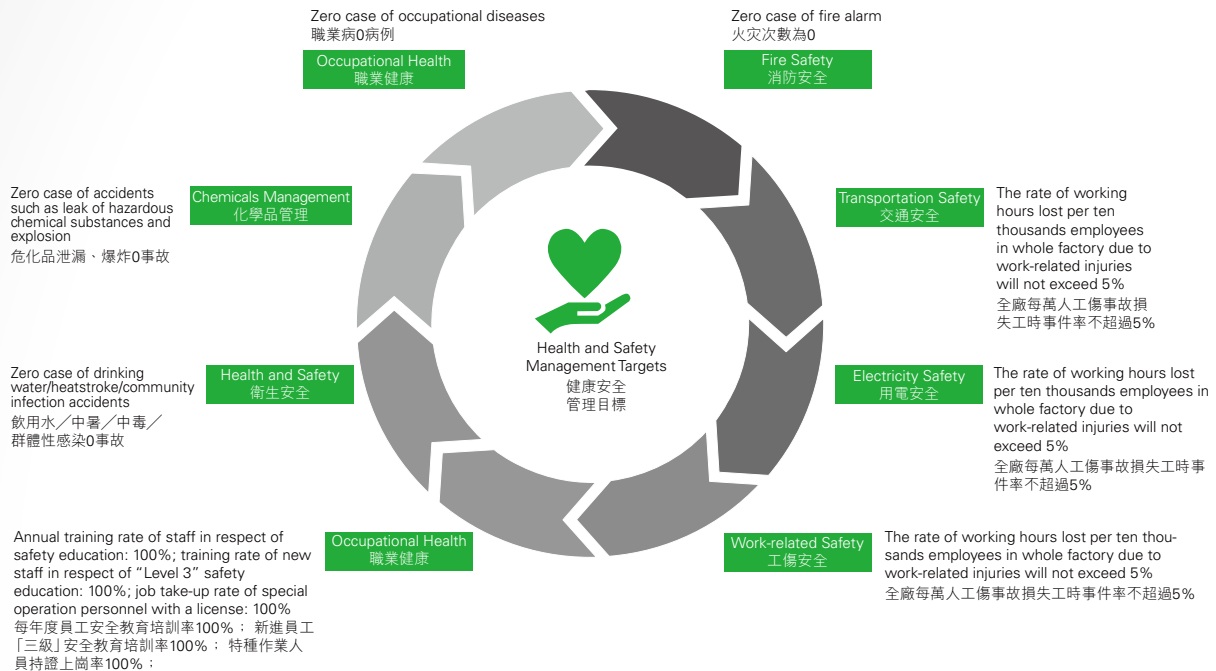 Zero case of occupational diseases
職業病0病例
Occupational Health
職業健康
Zero case of fire alarm
火灾次數為0
Fire Safety
消防安全
Zero case of accidents
such as leak of hazardous
chemical substances and
explosion
危化品泄漏、爆炸0事故
Chemicals Management
化學品管理
Transportation Safety
交通安全
The rate of working
hours lost per ten
thousands employees
in whole factory due to
work-related injuries
will not exceed 5%
全廠每萬人工傷事故損
失工時事件率不超過5%
Health and Safety
Management Targets
健康安全
管理目標
Zero case of drinking
water/heatstroke/community
infection accidents
飲用水／中暑／中毒／
群體性感染0事故
Health and Safety
衛生安全
Electricity Safety
用電安全
The rate of working hours lost
per ten thousands employees in
whole factory due to
work-related injuries will not
exceed 5%
全廠每萬人工傷事故損失工時事
件率不超過5%
Annual training rate of staff in respect of
safety education: 100%; training rate of new
staff in respect of “Level 3” safety
education: 100%; job take-up rate of special
operation personnel with a license: 100%
每年度員工安全教育培訓率100%； 新進員工
「三級」安全教育培訓率100%； 特種作業人
員持證上崗率100%；
Occupational Health
職業健康
Work-related Safety
工傷安全
The rate of working hours lost per ten thou-
sands employees in whole factory due to
work-related injuries will not exceed 5%
全廠每萬人工傷事故損失工時事件率不超過5%